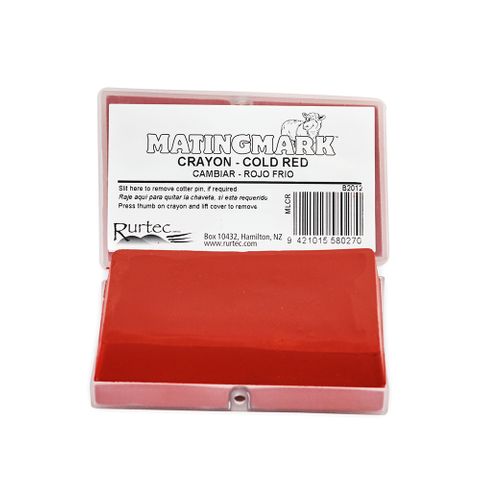 MATINGMARK™
CRAYON - COLD RED
CAMBIAR - ROJO FRIO
Slit here to remove cotter pin, if required
Raje aqui para quitar la chaveta, si esta requerido
Press thumb on crayon and lift cover to remove
B2012
MLCR
Rurtec
Box 10432, Hamilton, NZ
www.rurtec.com
9 421015 580270